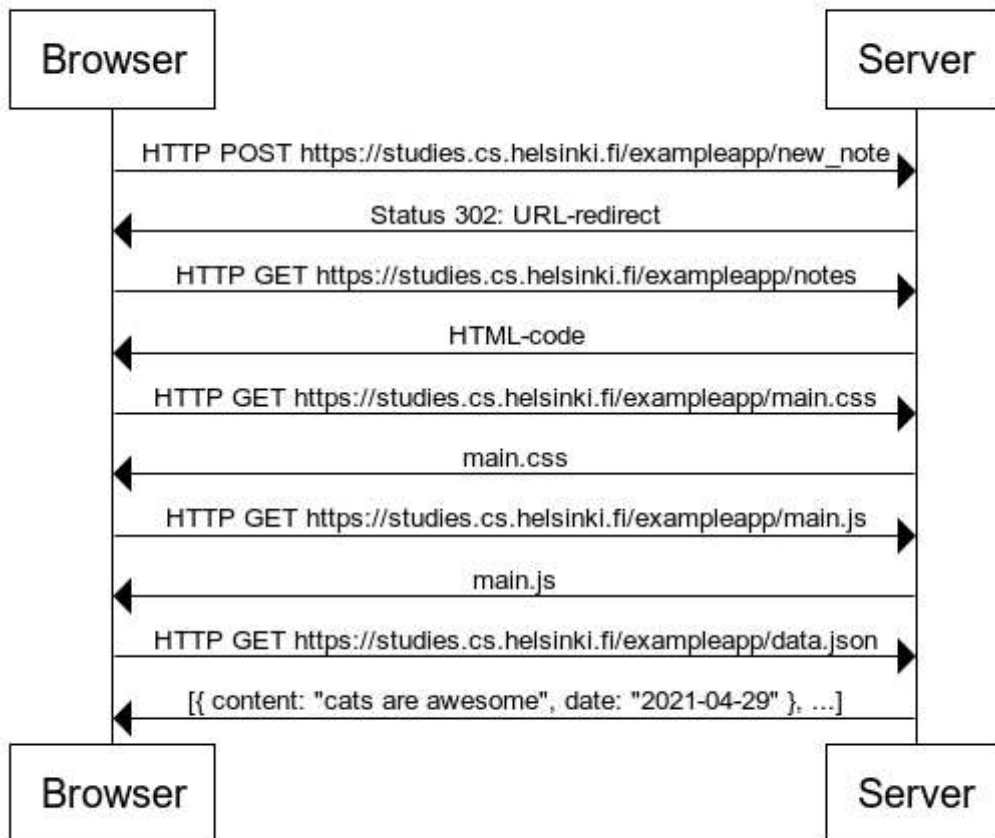 Browser
Server
HTTP POST https://studies.cs.helsinki.fi/exampleapp/new_note
Status 302: URL-redirect
HTTP GET https://studies.cs.helsinki.fi/exampleapp/notes
HTML-code
HTTP GET https://studies.cs.helsinki.fi/exampleapp/main.css
main.css
HTTP GET https://studies.cs.helsinki.fi/exampleapp/main.js
main.js
HTTP GET https://studies.cs.helsinki.fi/exampleapp/data.json
[{ content: "cats are awesome", date: "2021-04-29" }, ...]
Browser
Server